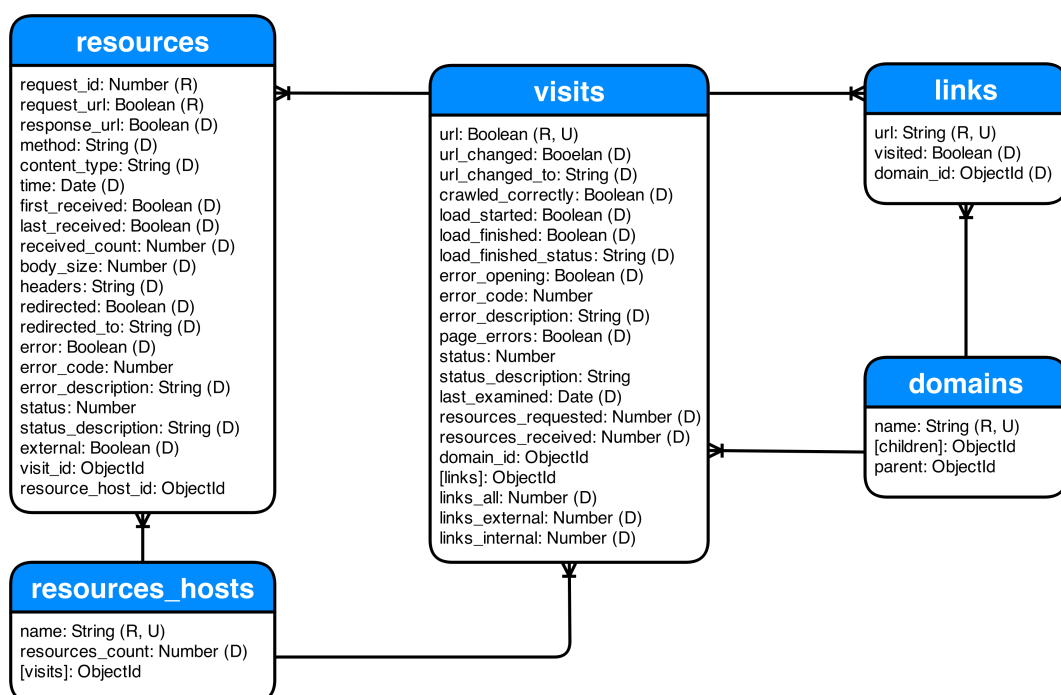 resources
request_id: Number (R)
request_url: Boolean (R)
response_url: Boolean (D)
method: String (D)
content_type: String (D)
time: Date (D)
first_received: Boolean (D)
last_received: Boolean (D)
received_count: Number (D)
body_size: Number (D)
headers: String (D)
redirected: Boolean (D)
redirected_to: String (D)
error: Boolean (D)
error_code: Number
error_description: String (D)
status: Number
status_description: String (D)
external: Boolean (D)
visit_id: ObjectId
resource_host_id: ObjectId
resources_hosts
name: String (R, U)
resources_count: Number (D)
[visits]: ObjectId
visits
url: Boolean (R, U)
url_changed: Booelan (D)
url_changed_to: String (D)
crawled_correctly: Boolean (D)
load_started: Boolean (D)
load_finished: Boolean (D)
load_finished_status: String (D)
error_opening: Boolean (D)
error_code: Number
error_description: String (D)
page_errors: Boolean (D)
status: Number
status_description: String
last_examined: Date (D)
resources_requested: Number (D)
resources_received: Number (D)
domain_id: ObjectId
[links]: ObjectId
links_all: Number (D)
links_external: Number (D)
links_internal: Number (D)
links
url: String (R, U)
visited: Boolean (D)
domain_id: ObjectId (D)
domains
name: String (R, U)
[children]: ObjectId
parent: ObjectId